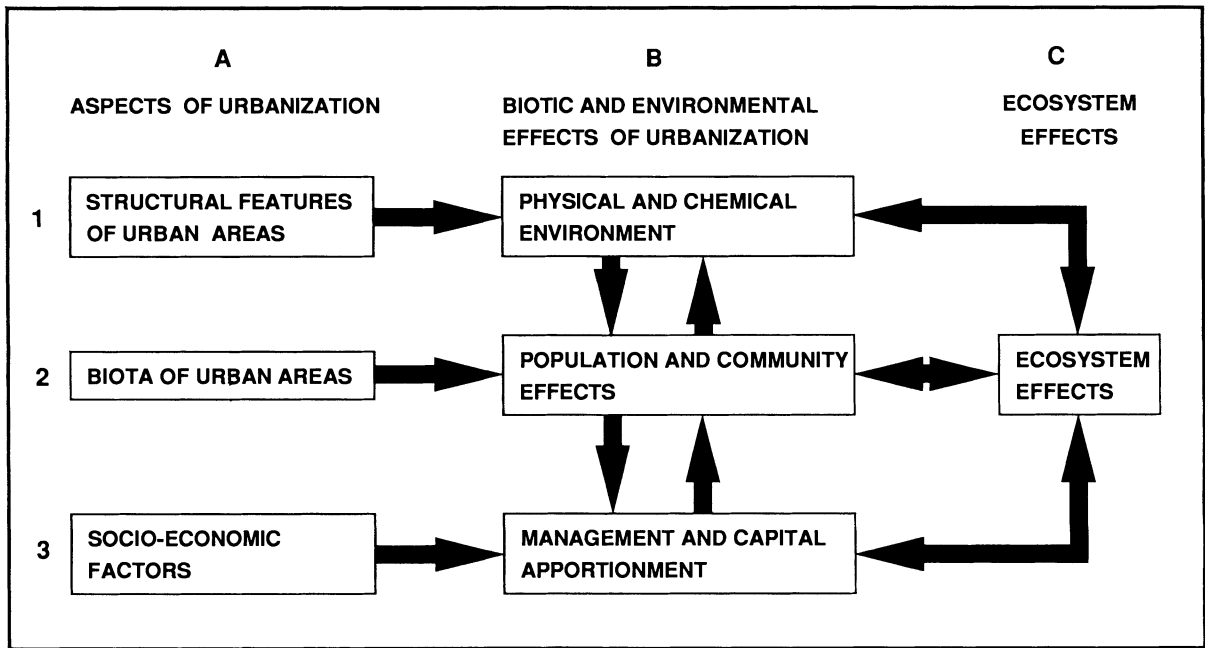 A
B
C
ASPECTS OF URBANIZATION
BIOTIC AND ENVIRONMENTAL
EFFECTS OF URBANIZATION
ECOSYSTEM
EFFECTS
1
STRUCTURAL FEATURES
OF URBAN AREAS
PHYSICAL AND CHEMICAL
ENVIRONMENT
2
BIOTA OF URBAN AREAS
POPULATION AND COMMUNITY
EFFECTS
ECOSYSTEM
EFFECTS
3
SOCIO-ECONOMIC
FACTORS
MANAGEMENT AND CAPITAL
APPORTIONMENT